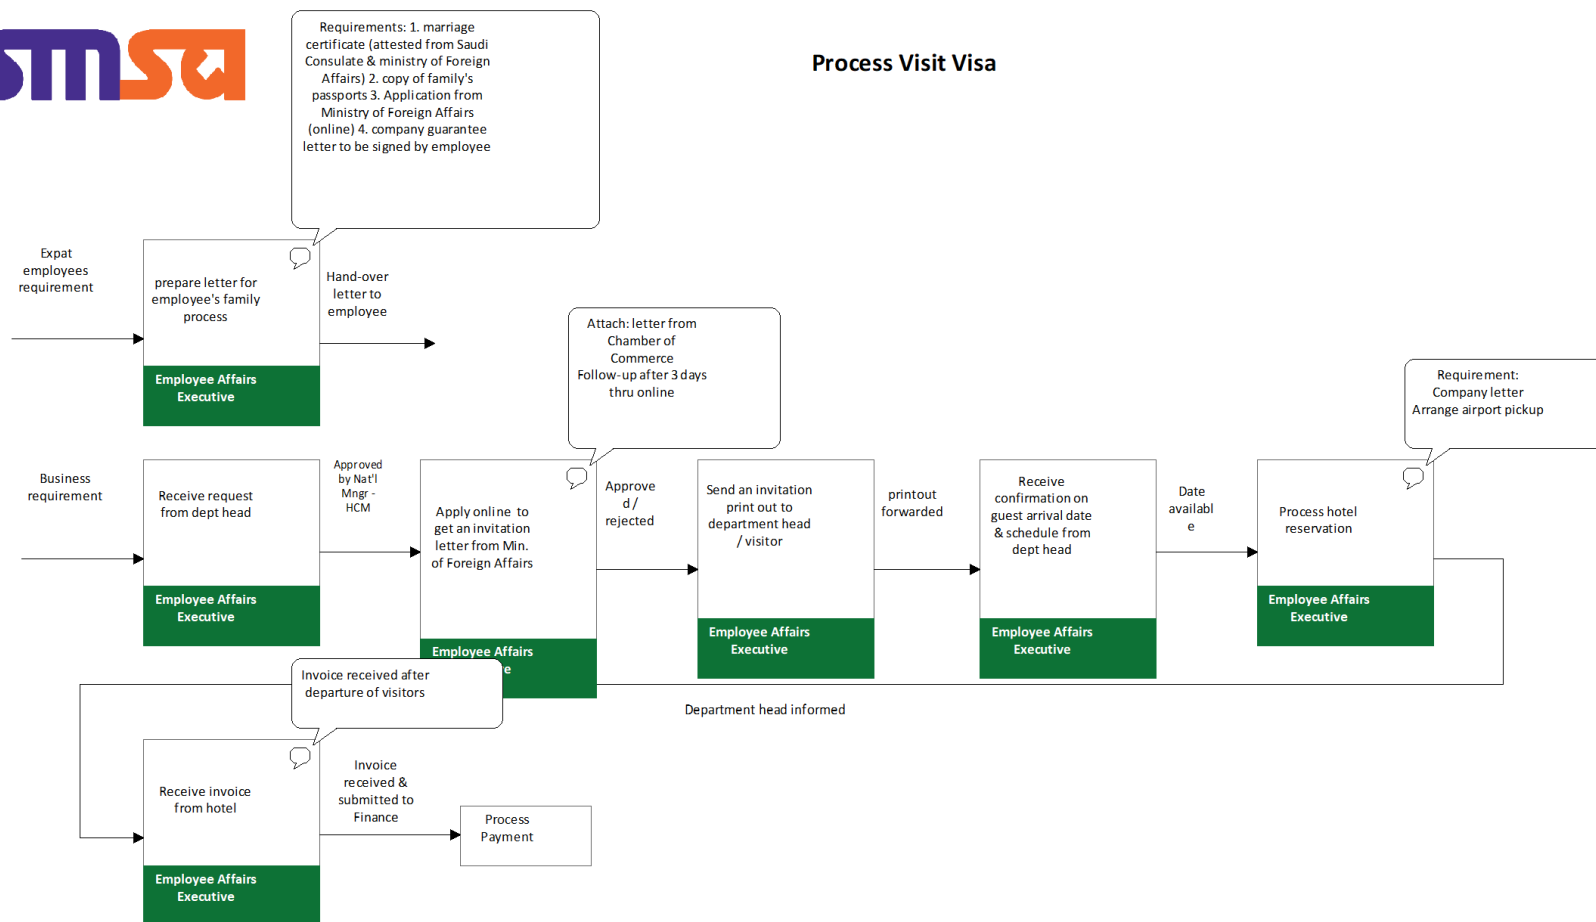 smsa
Process Visit Visa
Requirements: 1. marriage
certificate (attested from Saudi
Consulate & ministry of Foreign
Affairs) 2. copy of family's
passports 3. Application from
Ministry of Foreign Affairs
(online) 4. company guarantee
letter to be signed by employee
Expat
employees
requirement
prepare letter for
employee's family
process
Employee Affairs
Executive
Hand-over
letter to
employee
Attach: letter from
Chamber of
Commerce
Follow-up after 3 days
thru online
Requirement:
Company letter
Arrange airport pickup
Business
requirement
Receive request
from dept head
Employee Affairs
Executive
Approved
by Nat'l
Mngr -
HCM
Apply online to
get an invitation
letter from Min.
of Foreign Affairs
Employee Affairs
e
Approve
d /
rejected
Send an invitation
print out to
department head
/ visitor
Employee Affairs
Executive
printout
forwarded
Receive
confirmation on
guest arrival date
& schedule from
dept head
Employee Affairs
Executive
Date
availabl
e
Process hotel
reservation
Employee Affairs
Executive
Department head informed
Invoice received after
departure of visitors
Receive invoice
from hotel
Employee Affairs
Executive
Invoice
received &
submitted to
Finance
Process
Payment